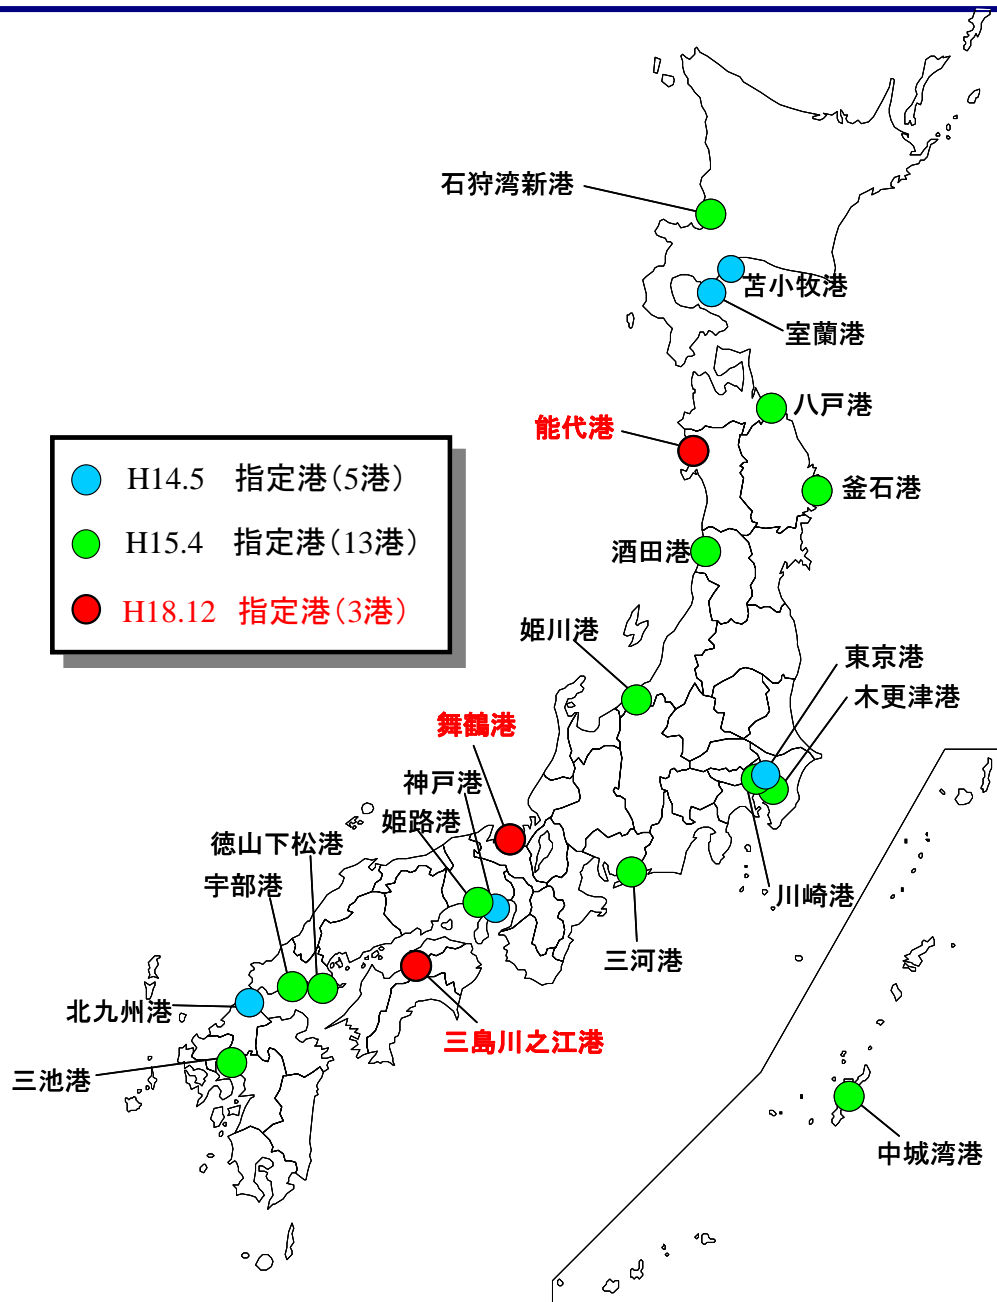 石狩湾新港
苫小牧港
室蘭港
八戸港
能代港
H14.5 指定港（5港）
釜石港
H15.4 指定港（13港）
酒田港
H18.12 指定港（3港）
姫川港
東京港
木更津港
舞鶴港
神戸港
姫路港
徳山下松港
宇部港
川崎港
三河港
北九州港
三島川之江港
三池港
中城湾港